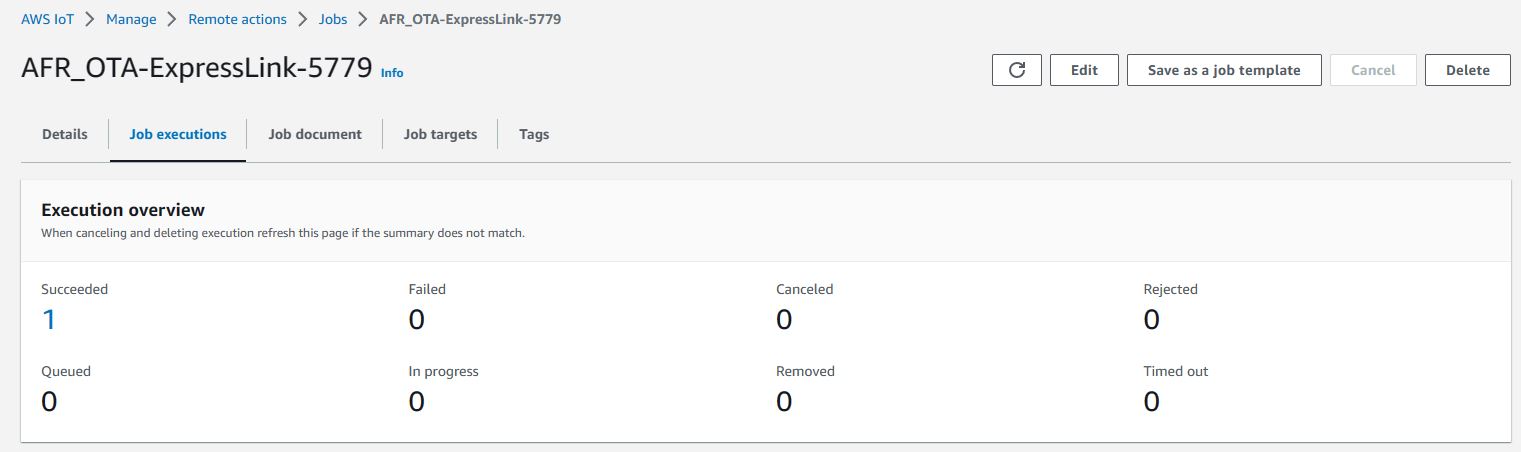 AWS IoT > Manage > Remote actions > Jobs > AFR_OTA-ExpressLink-5779
AFR_OTA-ExpressLink-5779 Info
Edit Save as a job template Cancel Delete
Details Job executions Job document Job targets Tags
Execution overview
When canceling and deleting execution refresh this page if the summary does not match.
Succeeded Failed Canceled Rejected
1 0 0 0
Queued In progress Removed Timed out
0 0 0 0